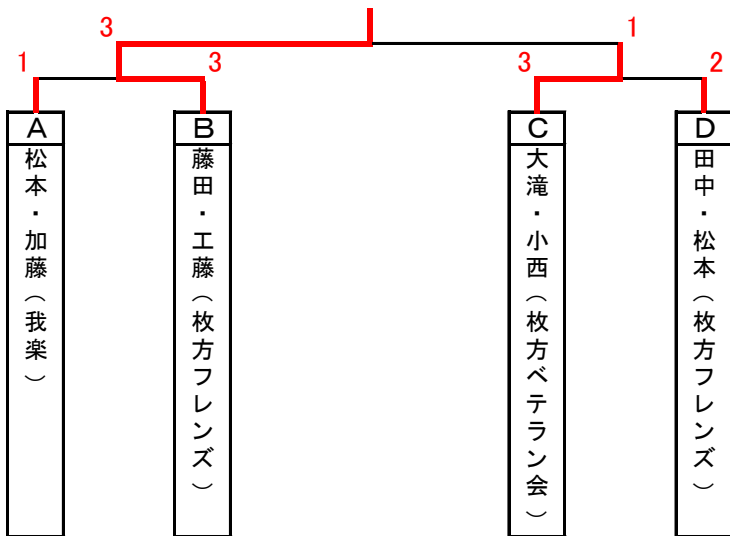 3
1
1
3
3
2
A
B
C
D
松本・加藤（我楽）
藤田・工藤（枚方フレンズ）
大滝・小西（枚方ベテラン会）
田中・松本（枚方フレンズ）